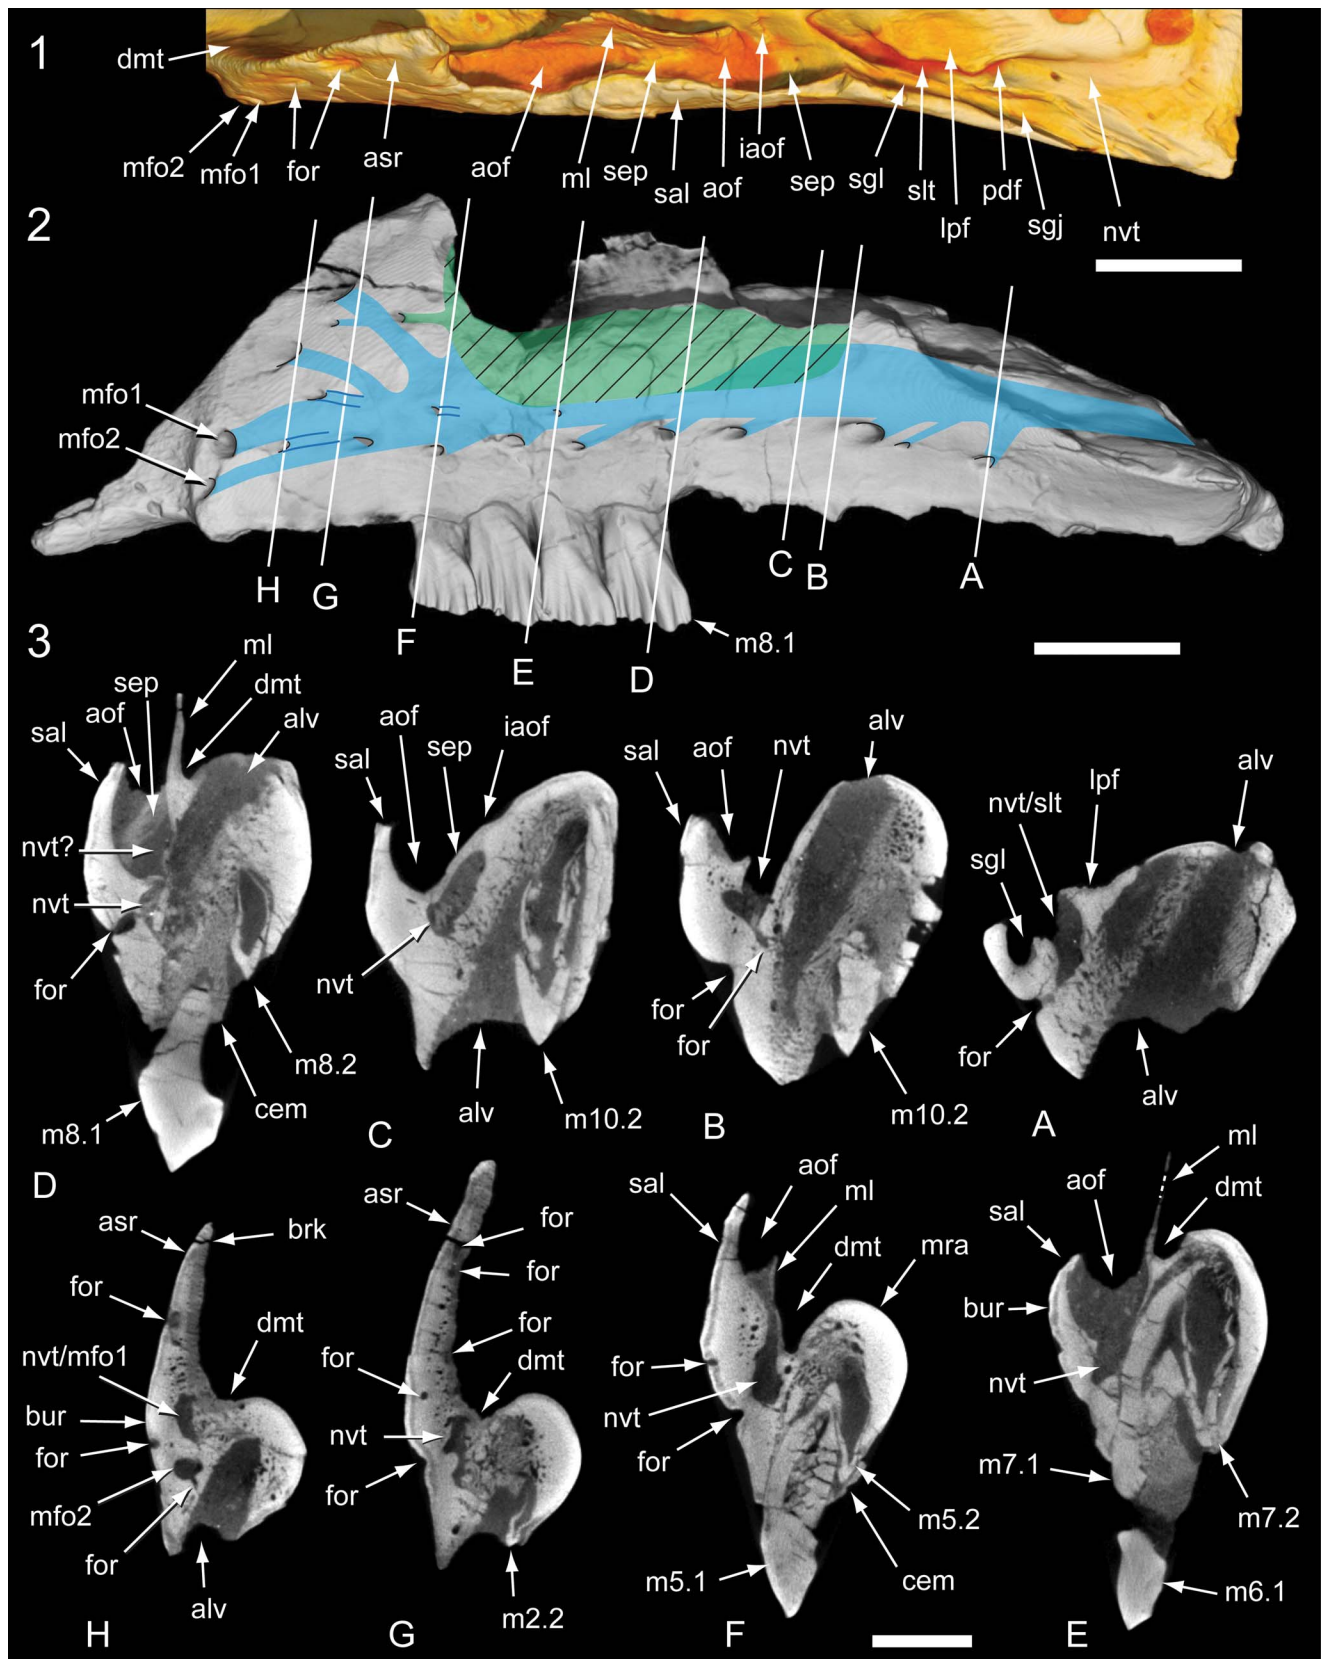 1
dmt
mfo2
mfo1
for
asr
aof
ml
sep
sal
aof
iaof
sep
sgl
slt
lpf
pdf
sgj
nvt
2
mfo1
mfo2
H
G
F
E
D
C
B
A
m8.1
3
ml
sep
dmt
aof
alv
sal
nvt?
nvt
for
m8.2
cem
m8.1
D
aof
iaof
sep
sal
nvt
alv
m10.2
C
alv
sal
aof
nvt
for
for
m10.2
B
alv
lpf
nvt/slt
sgl
for
alv
A
asr
brk
for
dmt
nvt/mfo1
bur
for
mfo2
for
alv
H
asr
for
for
for
for
dmt
nvt
for
m2.2
G
sal
aof
ml
dmt
mra
for
nvt
for
m5.2
m5.1
cem
F
ml
aof
dmt
sal
bur
nvt
m7.1
m7.2
m6.1
E